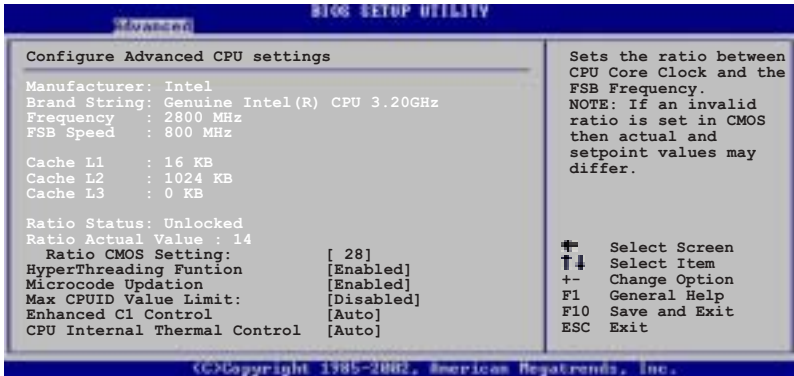 BIOS SETUP UTILITY
Advanced
Configure Advanced CPU settings
Manufacturer: Intel
Brand String: Genuine Intel(R) CPU 3.20GHz
Frequency : 2800 MHz
FSB Speed : 800 MHz
Cache L1 : 16 KB
Cache L2 : 1024 KB
Cache L3 : 0 KB
Ratio Status: Unlocked
Ratio Actual Value : 14
Ratio CMOS Setting: [ 28]
HyperThreading Funtion [Enabled]
Microcode Updation [Enabled]
Max CPUID Value Limit: [Disabled]
Enhanced C1 Control [Auto]
CPU Internal Thermal Control [Auto]
Sets the ratio between
CPU Core Clock and the
FSB Frequency.
NOTE: If an invalid
ratio is set in CMOS
then actual and
setpoint values may
differ.
Select Screen
↑↓ Select Item
+- Change Option
F1 General Help
F10 Save and Exit
ESC Exit
(C)Copyright 1985-2002, American Megatrends, Inc.